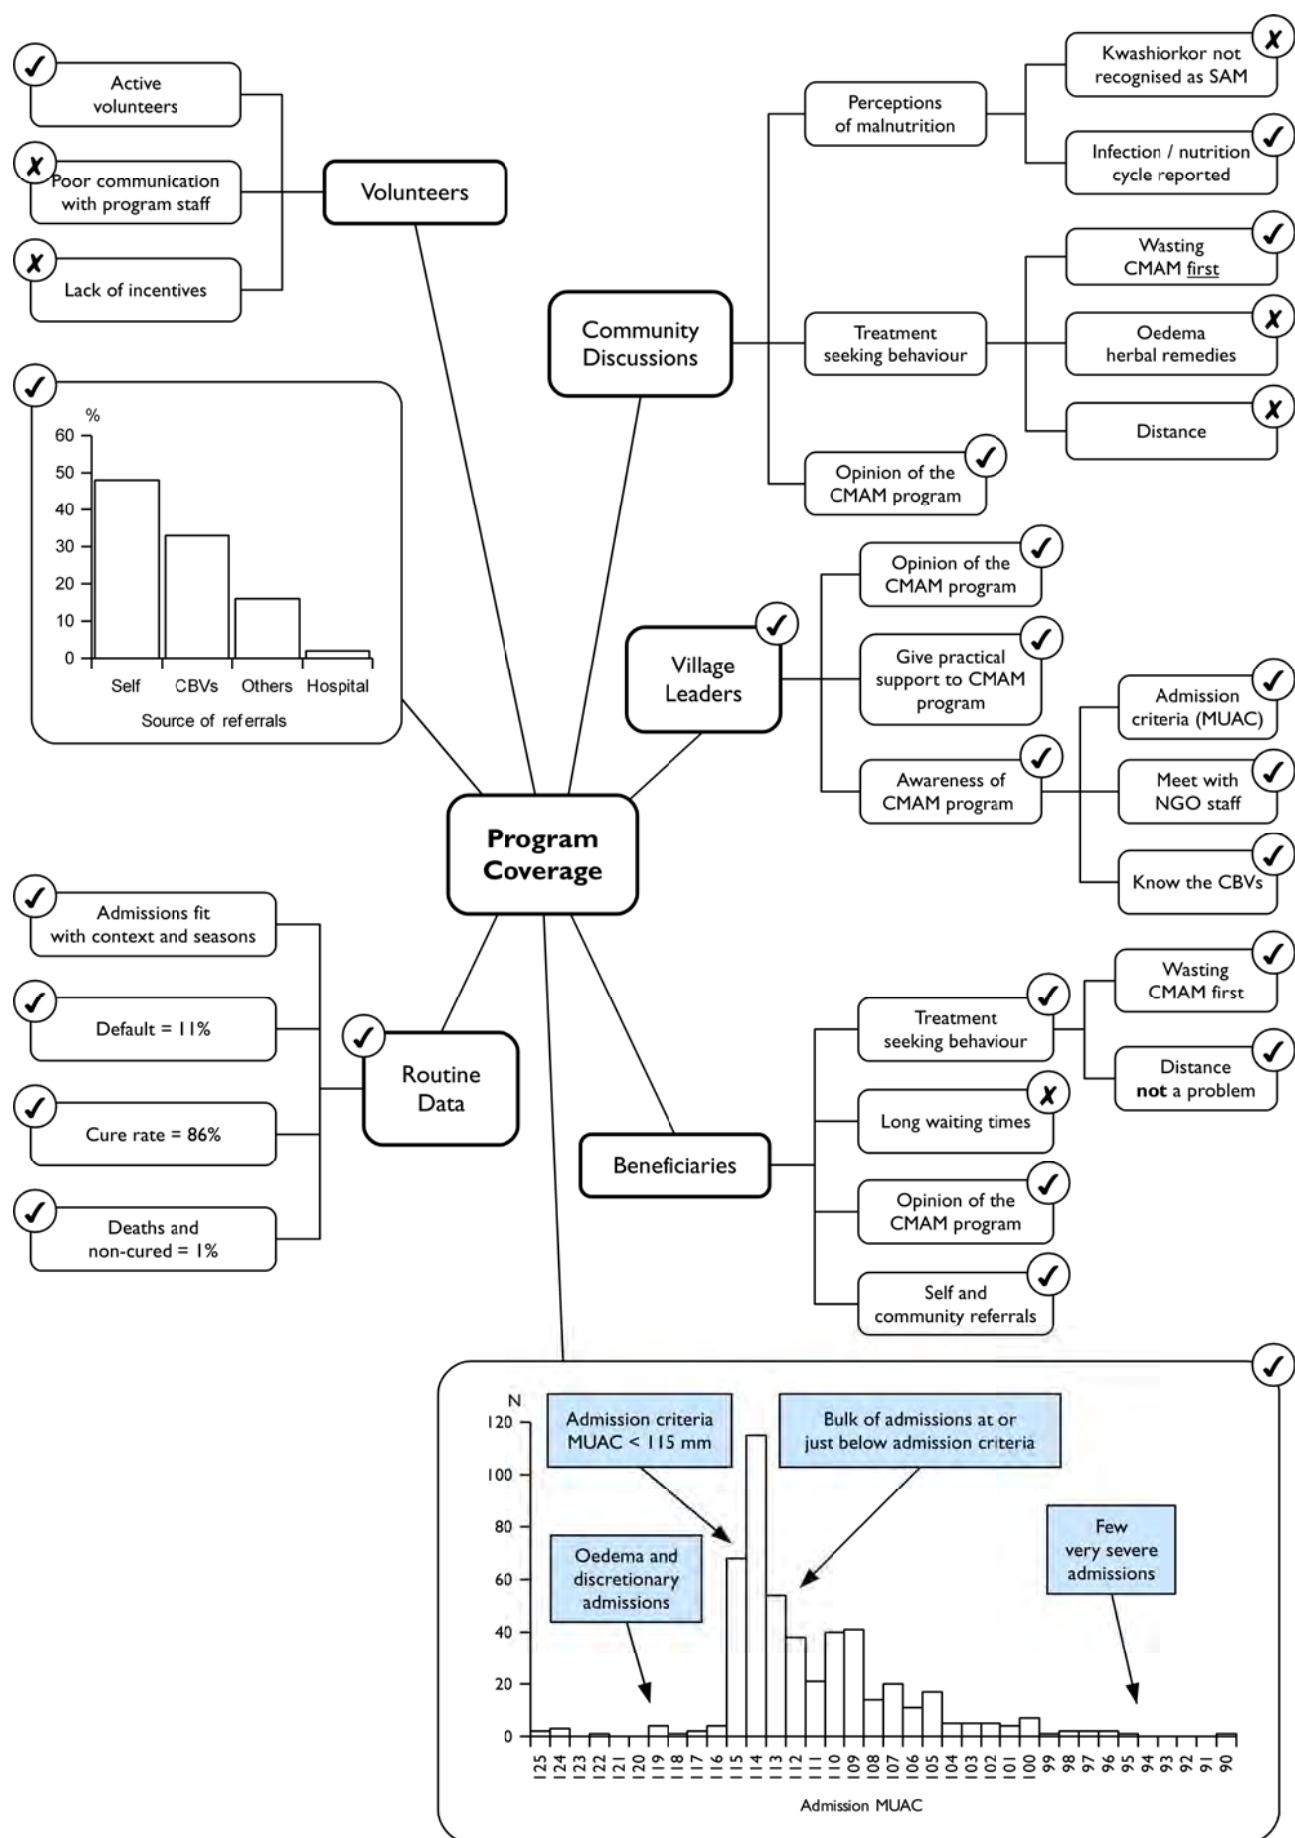 Active
volunteers
Poor communication
with program staff
Lack of incentives
Volunteers
Community
Discussions
Perceptions
of malnutrition
Kwashiorkor not
recognised as SAM
Infection / nutrition
cycle reported
Treatment
seeking behaviour
Wasting
CMAM first
Oedema
herbal remedies
Distance
Opinion of the
CMAM program
%
60
50
40
30
20
10
0
Self
CBVs
Others
Hospital
Source of referrals
Village
Leaders
Opinion of the
CMAM program
Give practical
support to CMAM
program
Awareness of
CMAM program
Admission
criteria (MUAC)
Meet with
NGO staff
Know the CBVs
Program
Coverage
Admissions fit
with context and seasons
Default = 11%
Cure rate = 86%
Deaths and
non-cured = 1%
Routine
Data
Beneficiaries
Treatment
seeking behaviour
Wasting
CMAM first
Distance
not a problem
Long waiting times
Opinion of the
CMAM program
Self and
community referrals
N
120
100
80
60
40
20
0
Admission criteria
MUAC < 115 mm
Bulk of admissions at or
just below admission criteria
Oedema and
discretionary
admissions
Few
very severe
admissions
125
124
123
122
121
120
119
118
117
116
115
114
113
112
111
110
109
108
107
106
105
104
103
102
101
100
99
98
97
96
95
94
93
92
91
90
Admission MUAC